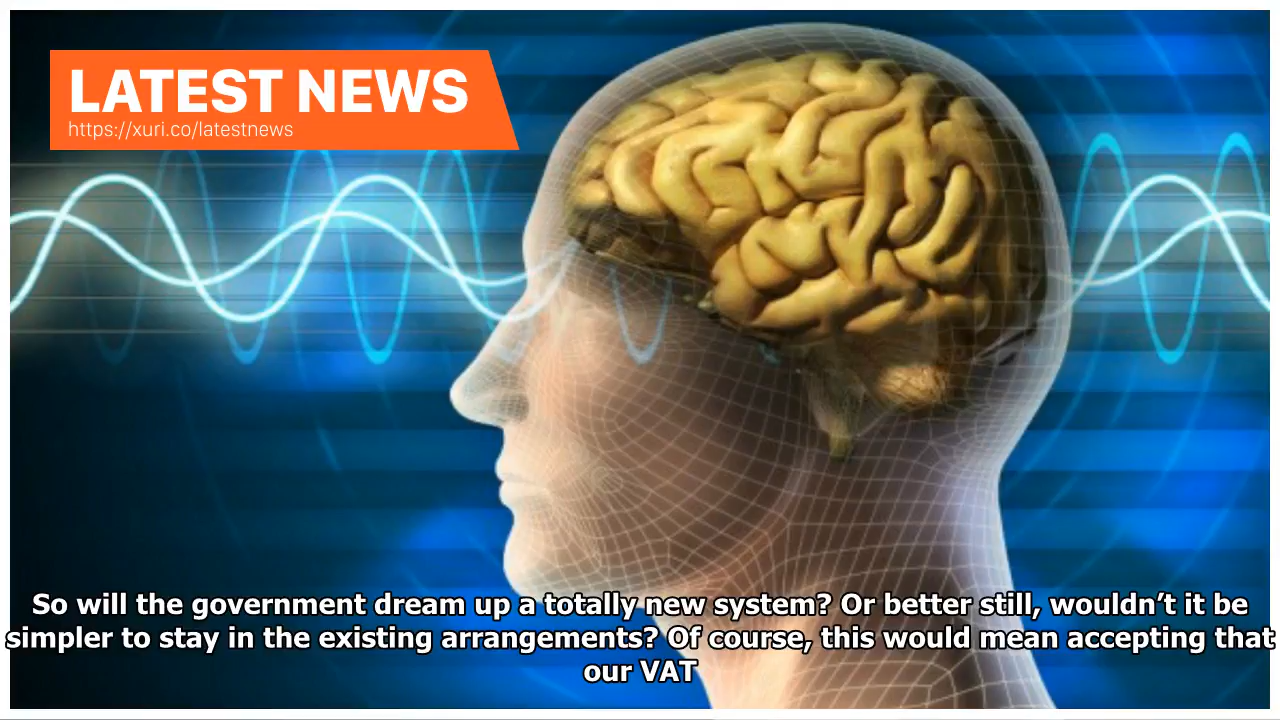 LATEST NEWS
https://xuri.co/latestnews
So will the government dream up a totally new system? Or better still, wouldn’t it be
simpler to stay in the existing arrangements? Of course, this would mean accepting that
our VAT